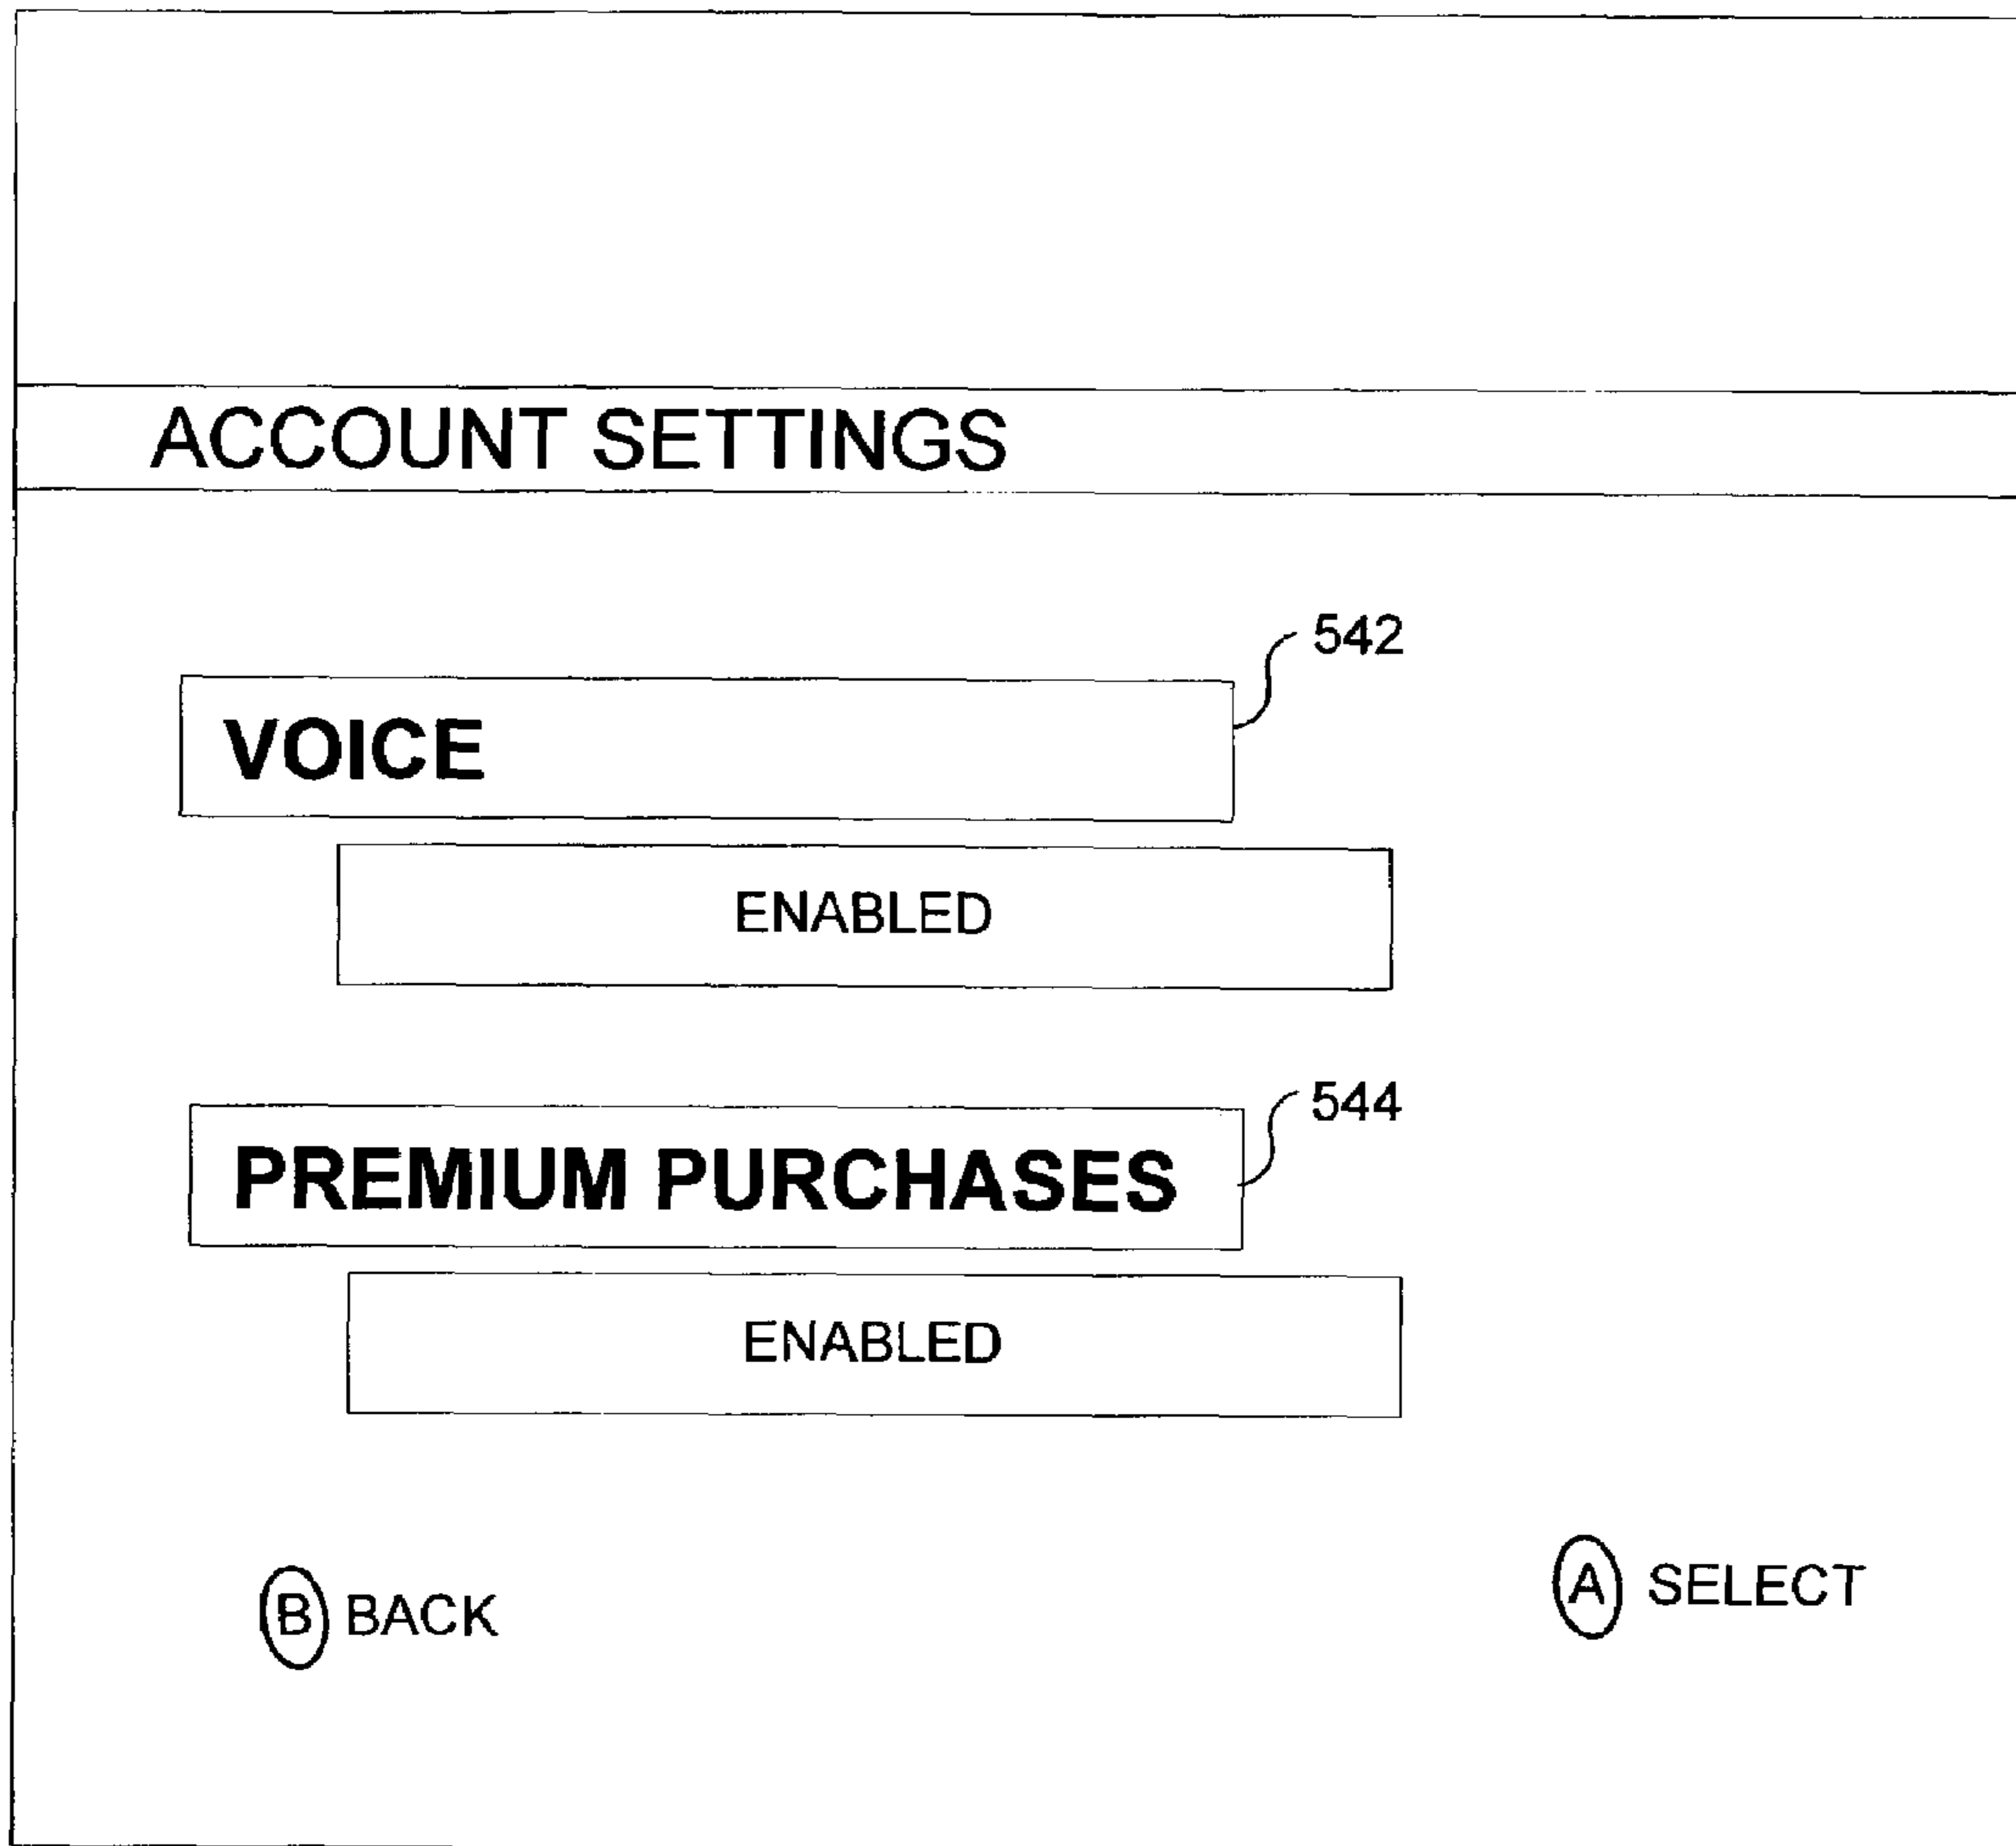 ACCOUNT SETTINGS
542
VOICE
ENABLED
544
PREMIUM PURCHASES
ENABLED
B BACK
A SELECT